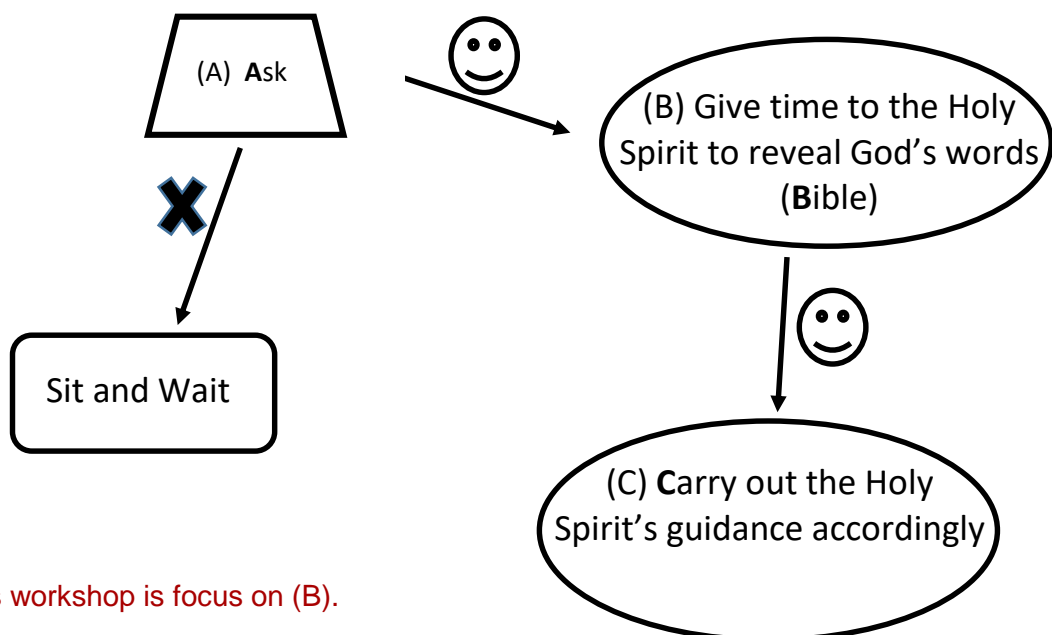 (A) Ask
(B) Give time to the Holy
Spirit to reveal God's words
(Bible)
Sit and Wait
(C) Carry out the Holy
Spirit's guidance accordingly
workshop is focus on (B).